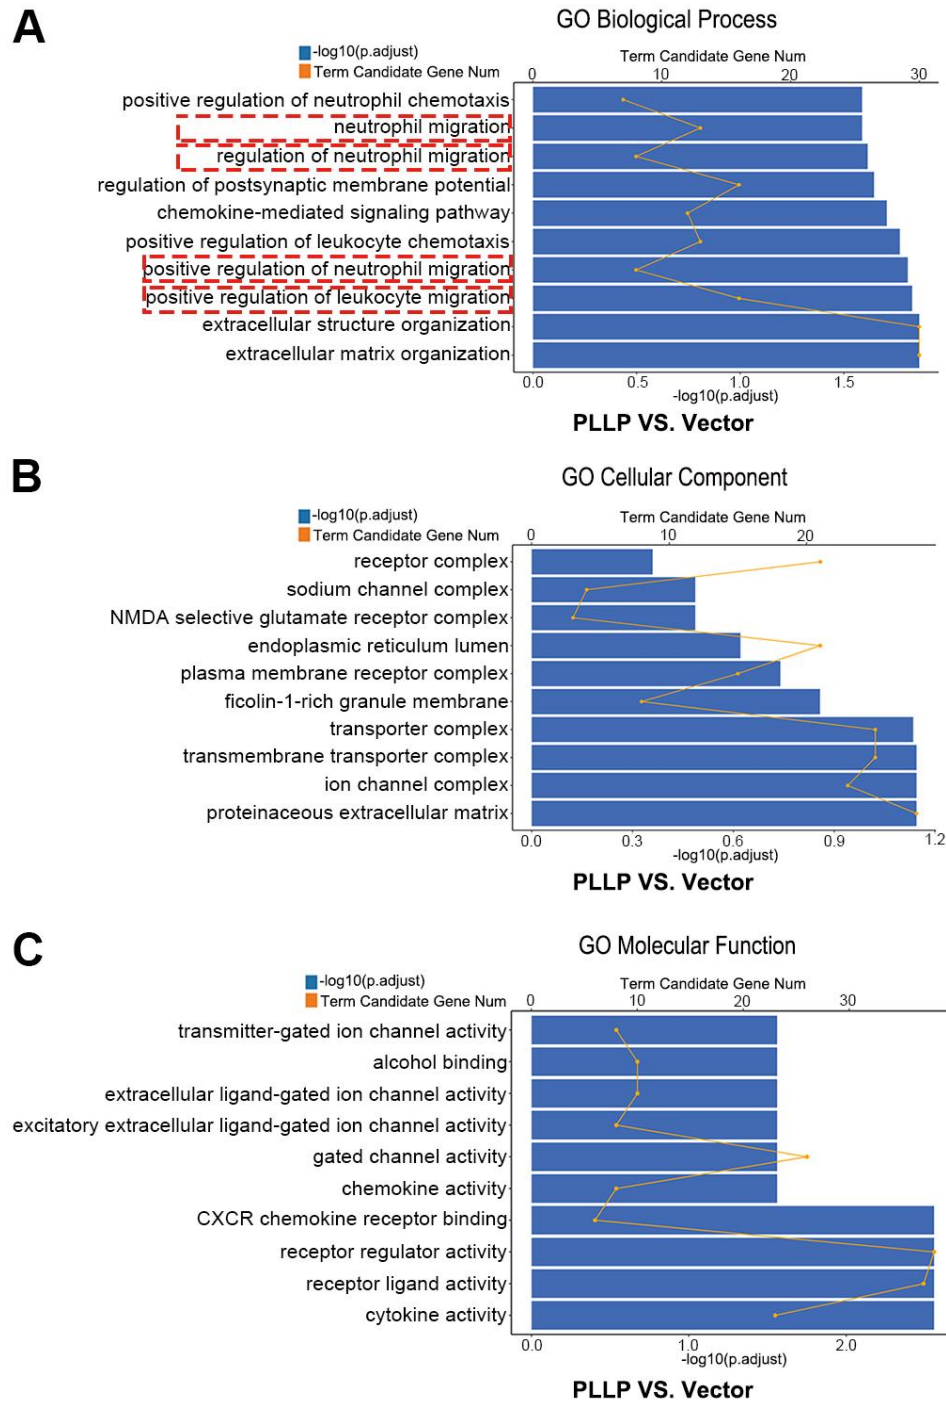 A
GO Biological Process
-log10(p.adjust)
Term Candidate Gene Num
Term Candidate Gene Num
0 10 20 30
positive regulation of neutrophil chemotaxis
neutrophil migration
regulation of neutrophil migration
regulation of postsynaptic membrane potential
chemokine-mediated signaling pathway
positive regulation of leukocyte chemotaxis
positive regulation of neutrophil migration
positive regulation of leukocyte migration
extracellular structure organization
extracellular matrix organization
0.0 0.5 1.0 1.5
-log10(p.adjust)
PLLP VS. Vector
B
GO Cellular Component
-log10(p.adjust)
Term Candidate Gene Num
Term Candidate Gene Num
0 10 20
receptor complex
sodium channel complex
NMDA selective glutamate receptor complex
endoplasmic reticulum lumen
plasma membrane receptor complex
ficolin-1-rich granule membrane
transporter complex
transmembrane transporter complex
ion channel complex
proteinaceous extracellular matrix
0.0 0.3 0.6 0.9 1.2
-log10(p.adjust)
PLLP VS. Vector
C
GO Molecular Function
-log10(p.adjust)
Term Candidate Gene Num
Term Candidate Gene Num
0 10 20 30
transmitter-gated ion channel activity
alcohol binding
extracellular ligand-gated ion channel activity
excitatory extracellular ligand-gated ion channel activity
gated channel activity
chemokine activity
CXCR chemokine receptor binding
receptor regulator activity
receptor ligand activity
cytokine activity
0.0 1.0 2.0
-log10(p.adjust)
PLLP VS. Vector